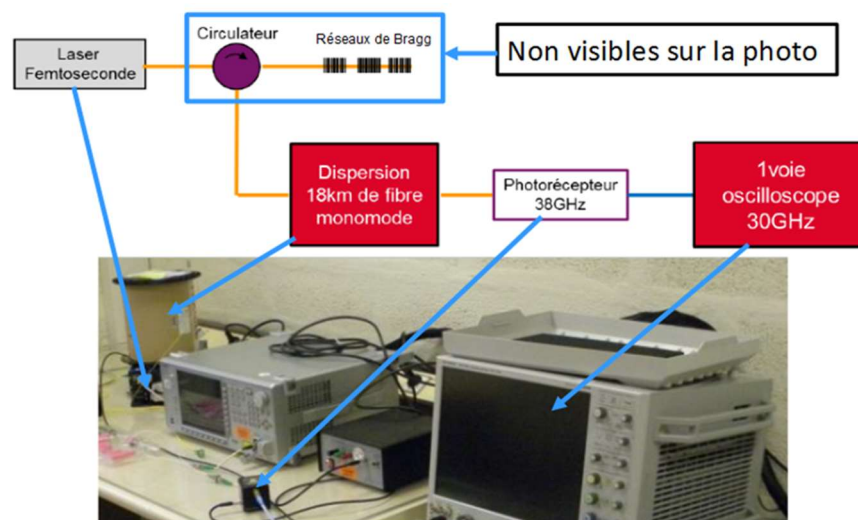 Laser
Femtoseconde
Circulateur
Réseaux de Bragg
Non visibles sur la photo
Dispersion
18km de fibre
monomode
Photorécepteur
38GHz
1voie
oscilloscope
30GHz